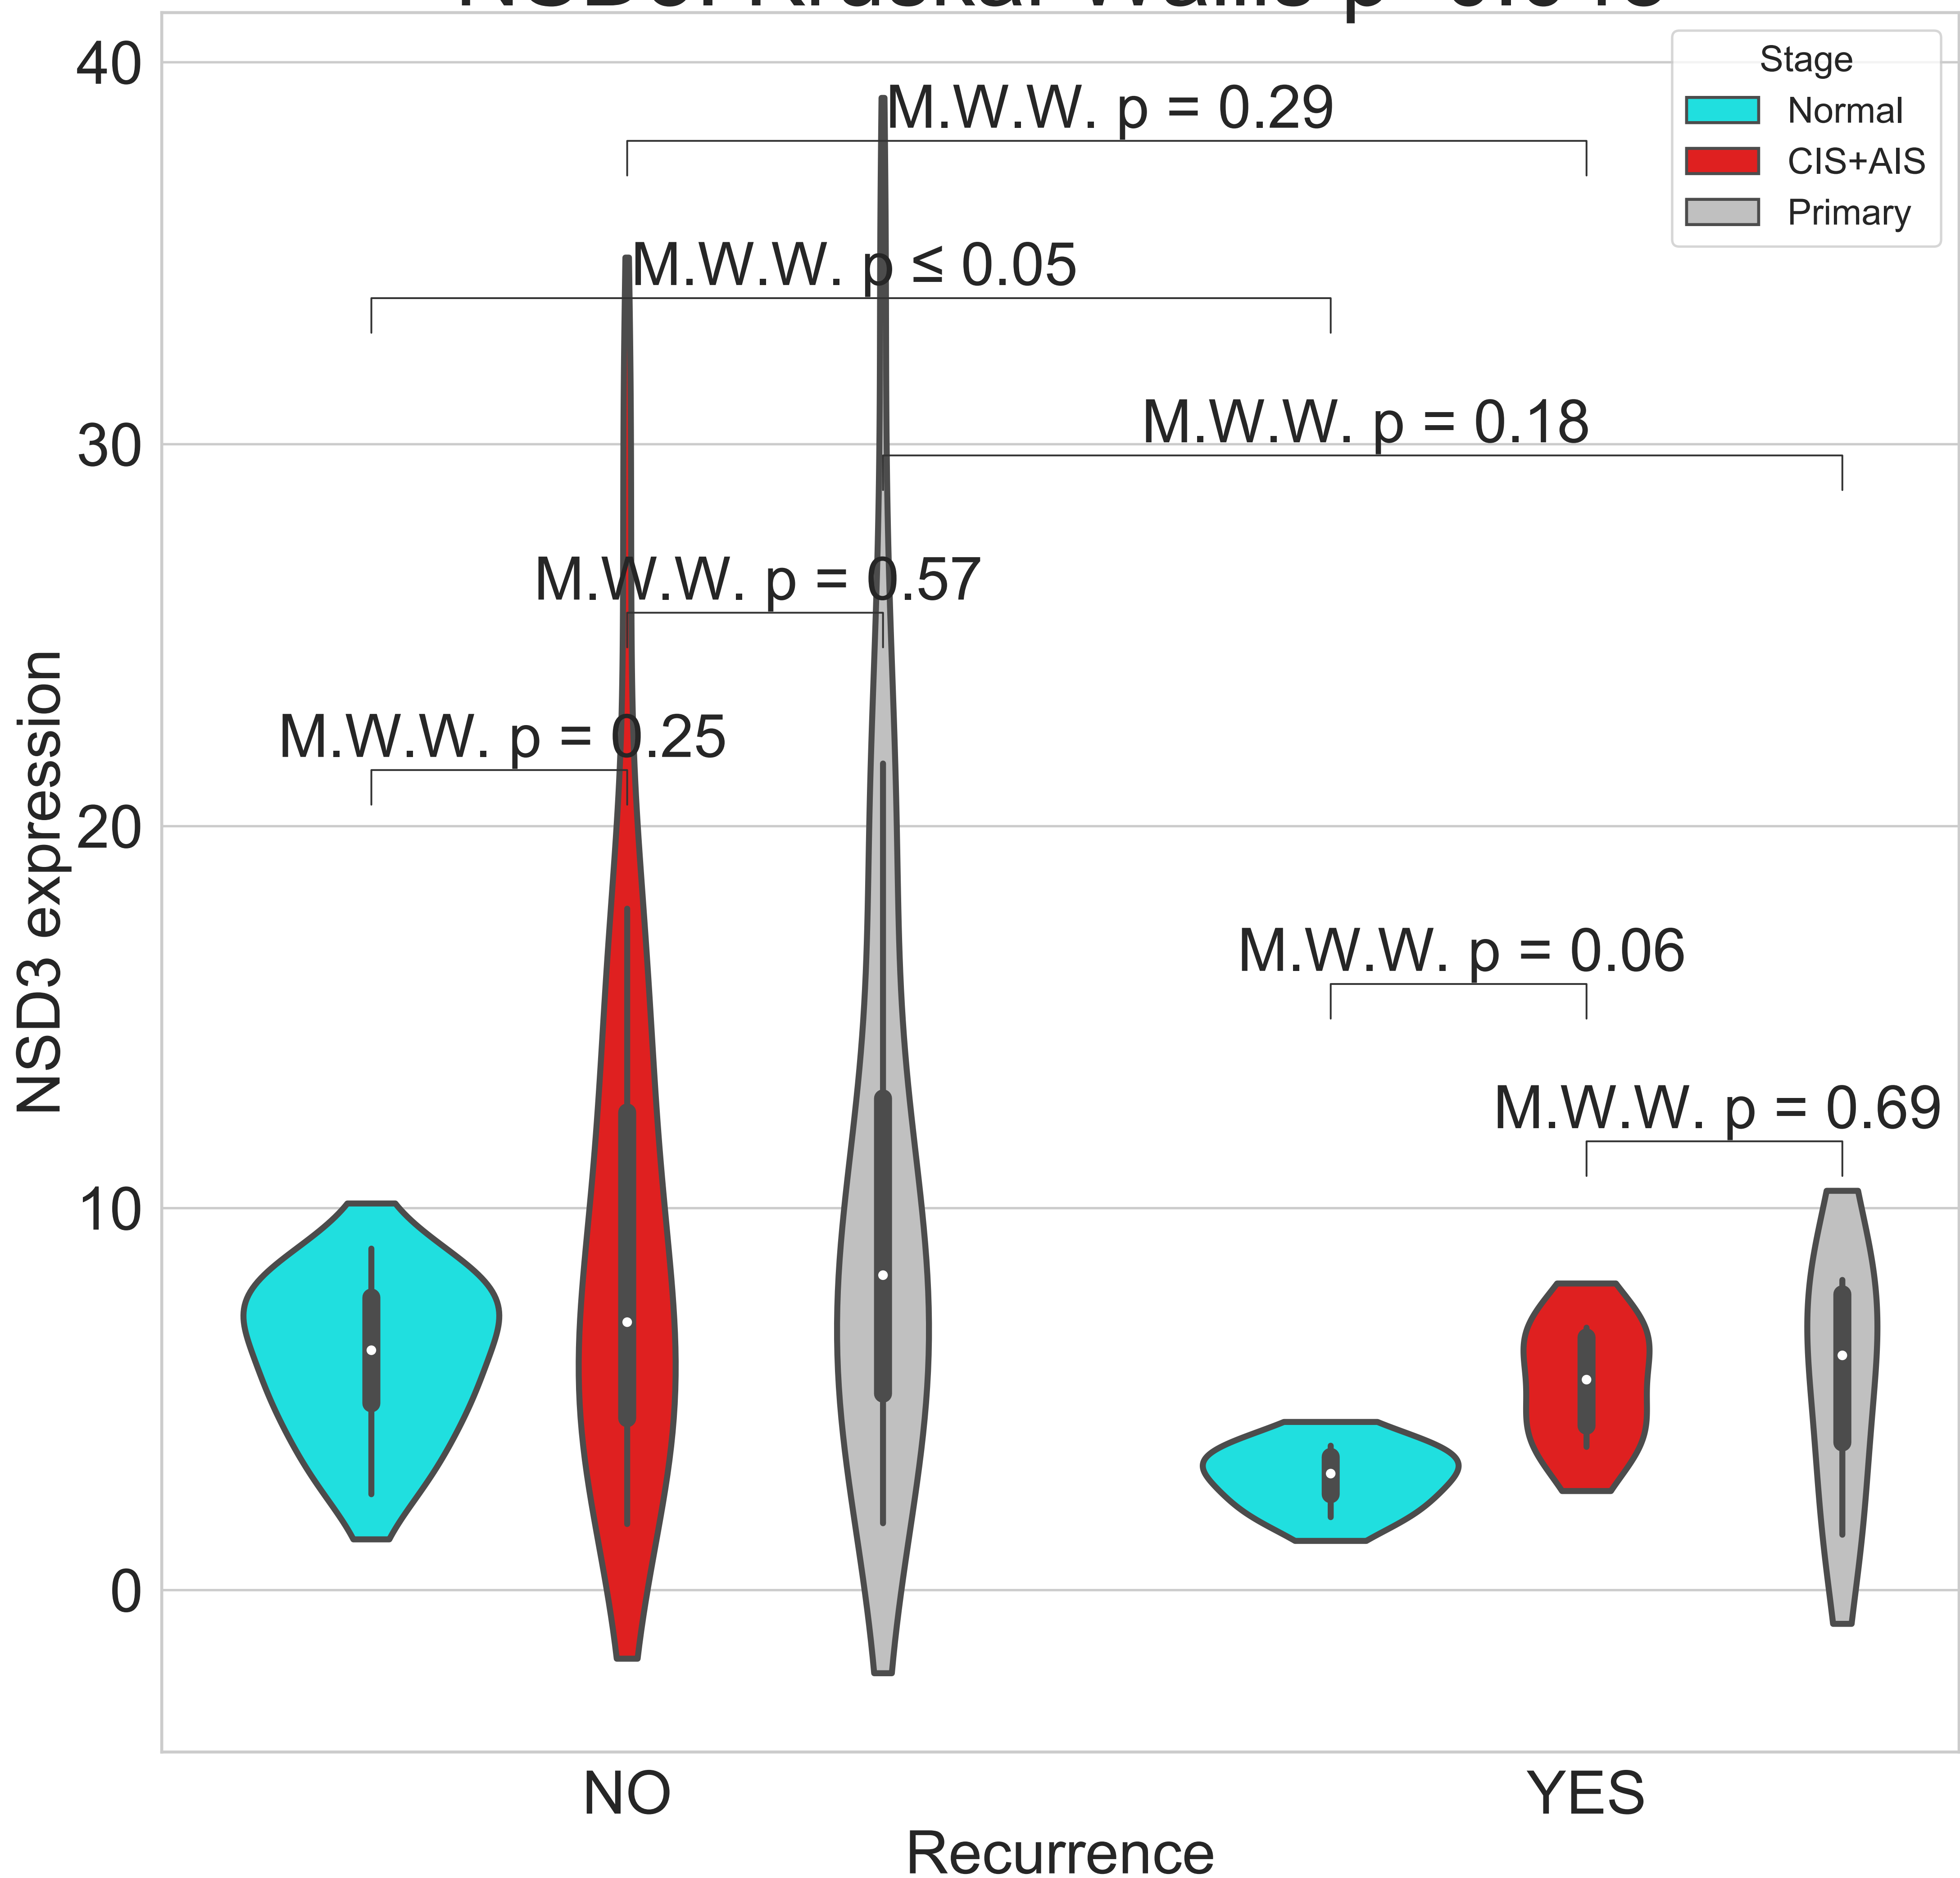 40
30
20
10
0
NSD3 expression
Stage
Normal
CIS+AIS
Primary
M.W.W. p = 0.29
M.W.W. p ≤ 0.05
M.W.W. p = 0.18
M.W.W. p = 0.57
M.W.W. p = 0.25
M.W.W. p = 0.06
M.W.W. p = 0.69
NO
YES
Recurrence